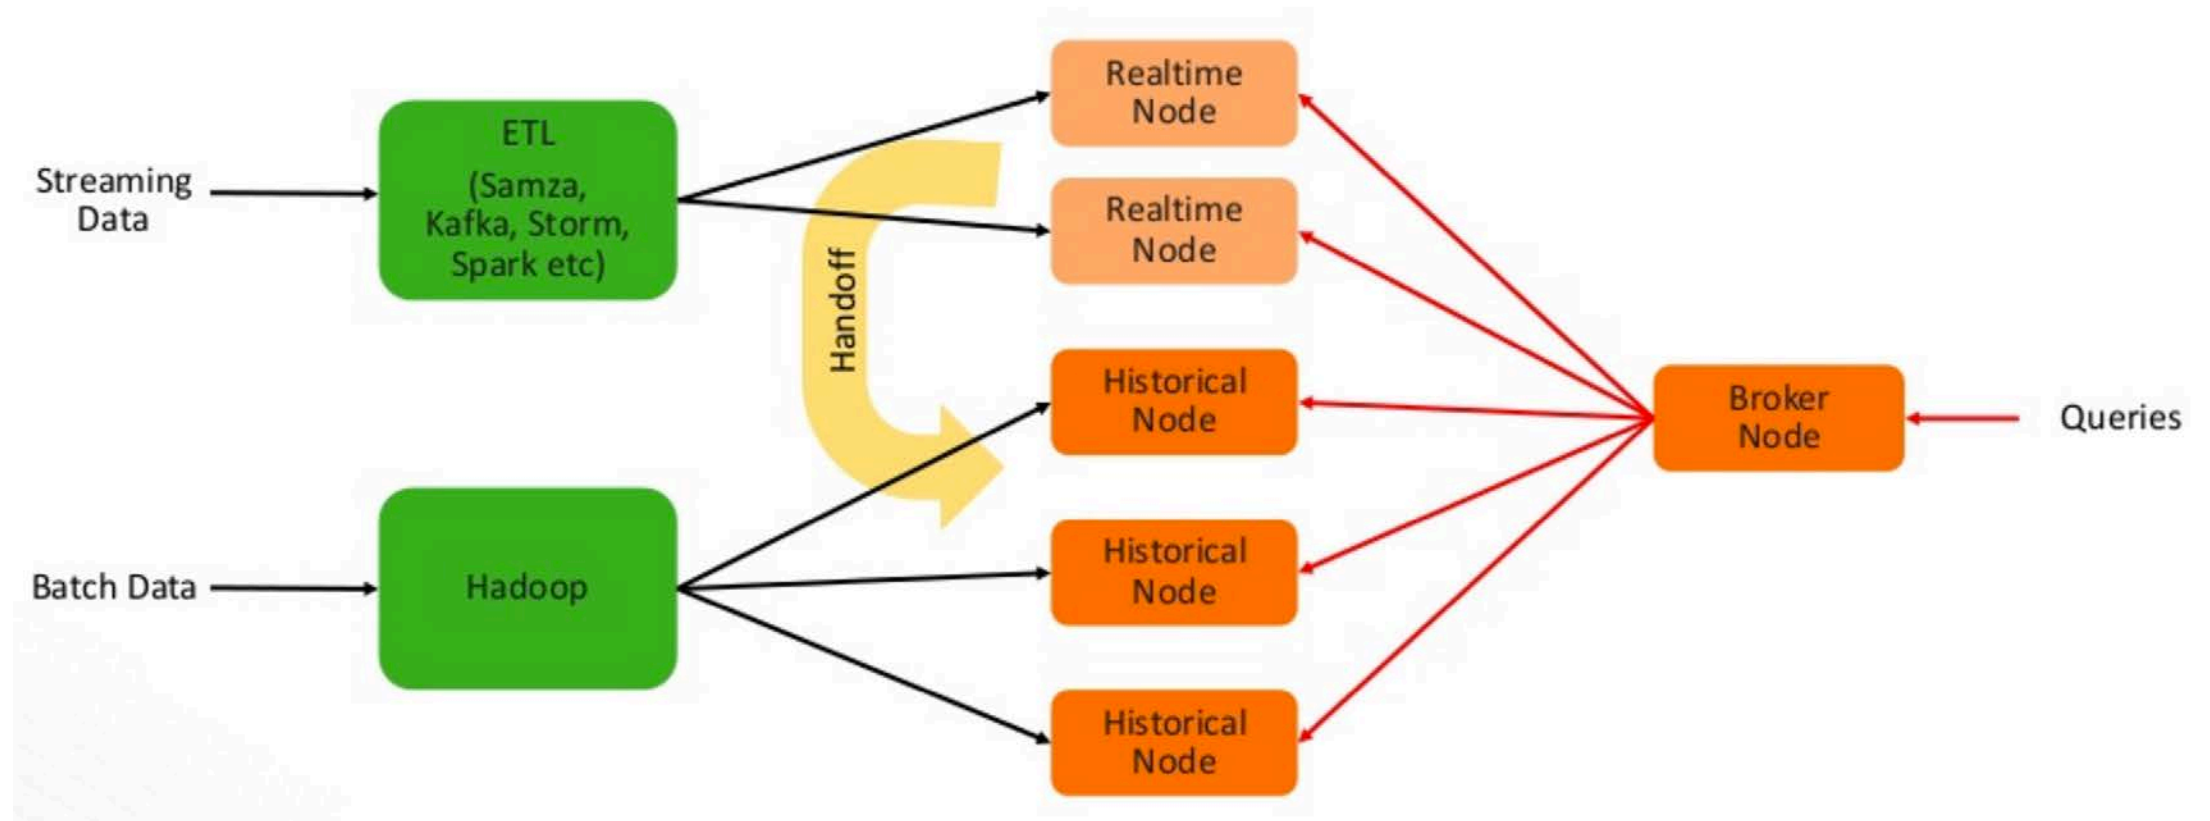 Streaming
Data
ETL
(Samza,
Kafka, Storm,
Spark etc)
Handoff
Realtime
Node
Realtime
Node
Historical
Node
Broker
Node
Queries
Batch Data
Hadoop
Historical
Node
Historical
Node